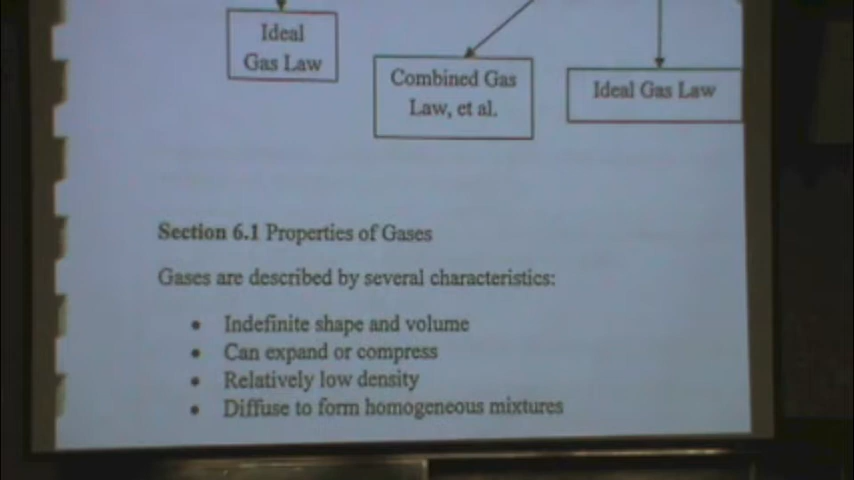 Ideal
Gas Law
Combined Gas
Law, et al.
Ideal Gas Law
Section 6.1 Properties of Gases
Gases are described by several characteristics:
• Indefinite shape and volume
• Can expand or compress
• Relatively low density
• Diffuse to form homogeneous mixtures